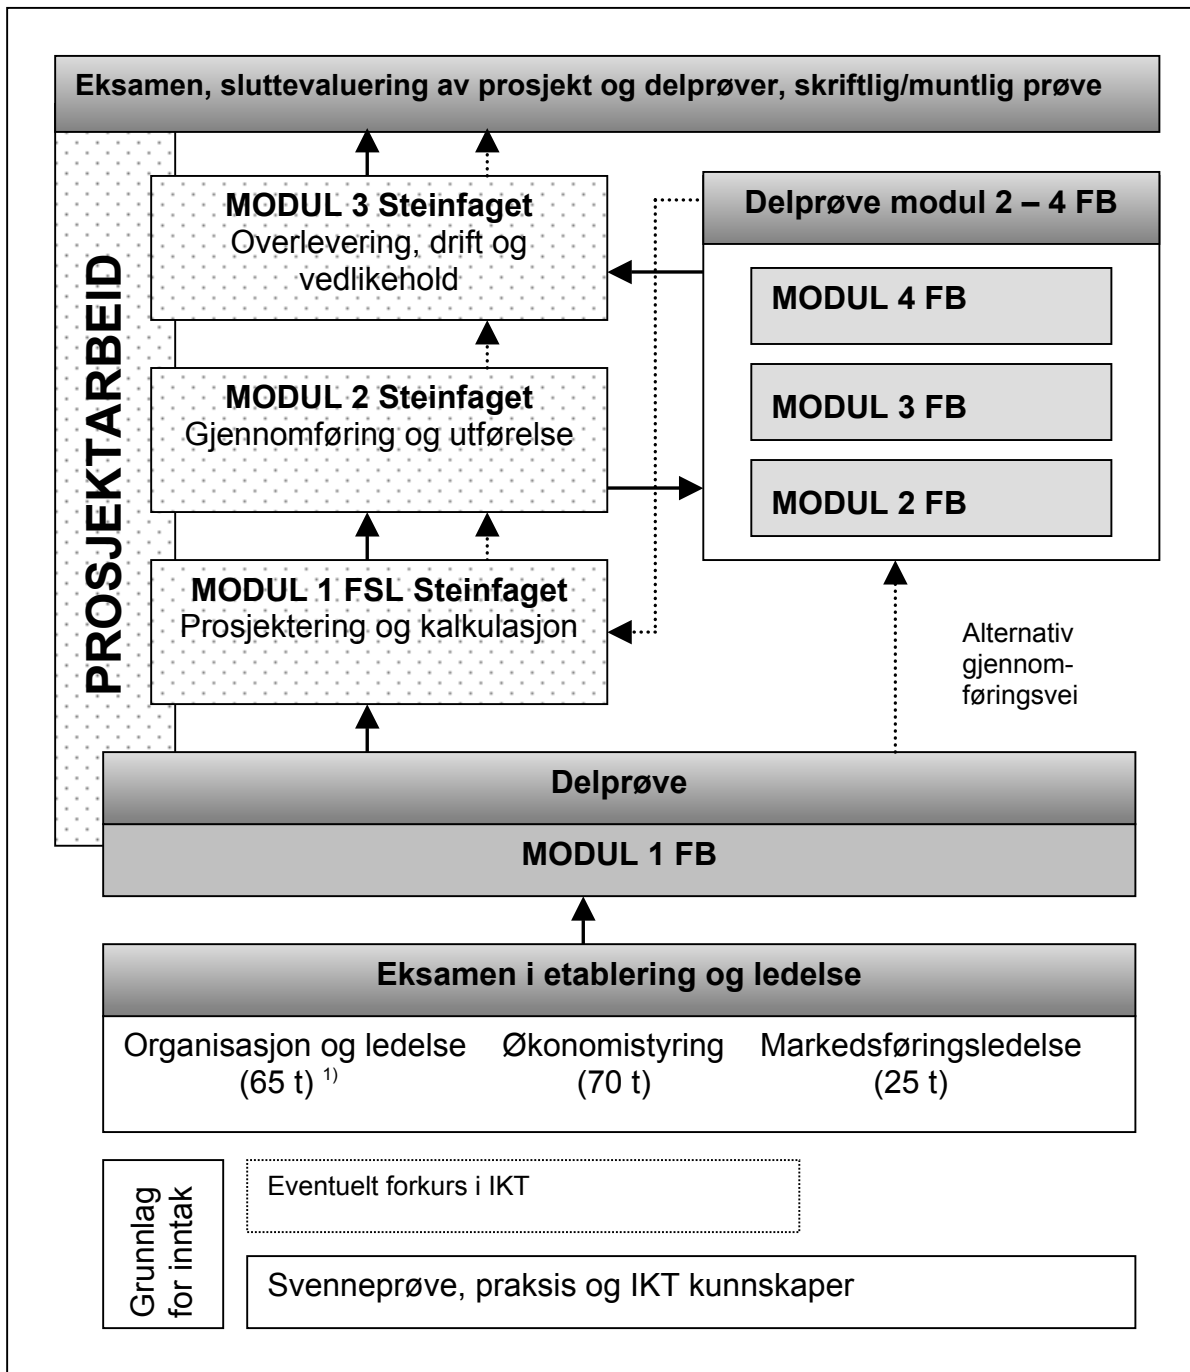 Eksamen, sluttevaluering av prosjekt og delprøver, skriftlig/muntlig prøve
PROSJEKTARBEID
MODUL 3 Steinfaget
Overlevering, drift og
vedlikehold
MODUL 2 Steinfaget
Gjennomføring og utførelse
MODUL 1 FSL Steinfaget
Prosjektering og kalkulasjon
Delprøve modul 2 – 4 FB
MODUL 4 FB
MODUL 3 FB
MODUL 2 FB
Alternativ
gjennom-
føringsvei
Delprøve
MODUL 1 FB
Eksamen i etablering og ledelse
Organisasjon og ledelse
(65 t) 1)
Økonomistyring
(70 t)
Markedsføringsledelse
(25 t)
Grunnlag
for inntak
Eventuelt forkurs i IKT
Svenneprøve, praksis og IKT kunnskaper